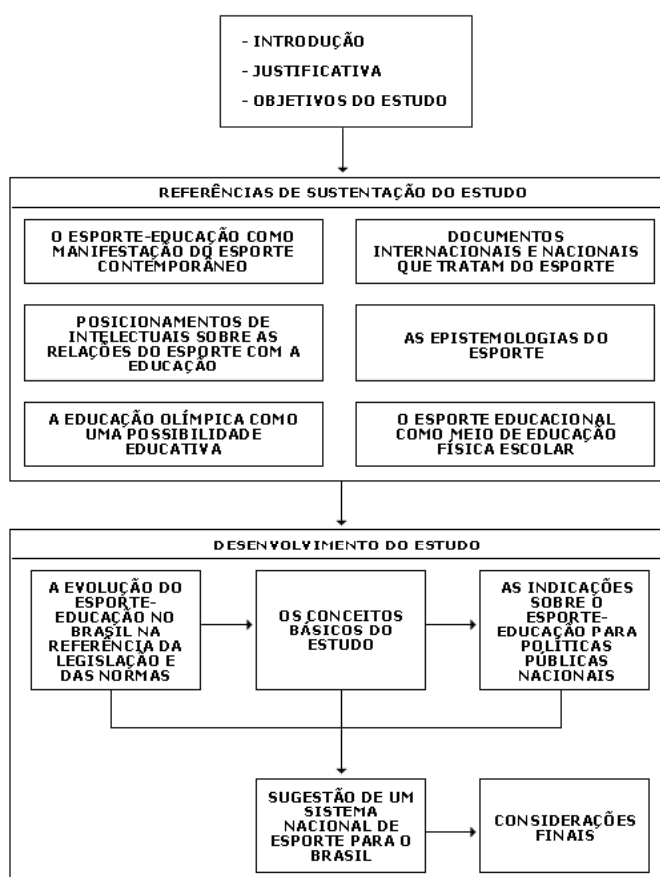 - INTRODUÇÃO
- JUSTIFICATIVA
- OBJETIVOS DO ESTUDO
REFERÊNCIAS DE SUSTENTAÇÃO DO ESTUDO
O ESPORTE-EDUCAÇÃO COMO
MANIFESTAÇÃO DO ESPORTE
CONTEMPORÂNEO
DOCUMENTOS
INTERNACIONAIS E NACIONAIS
QUE TRATAM DO ESPORTE
POSICIONAMENTOS DE
INTELECTUAIS SOBRE AS
RELAÇÕES DO ESPORTE COM A
EDUCAÇÃO
AS EPISTEMOLOGIAS DO
ESPORTE
A EDUCAÇÃO OLÍMPICA COMO
UMA POSSIBILIDADE
EDUCATIVA
O ESPORTE EDUCACIONAL
COMO MEIO DE EDUCAÇÃO
FÍSICA ESCOLAR
DESENVOLVIMENTO DO ESTUDO
A EVOLUÇÃO DO
ESPORTE-
EDUCAÇÃO NO
BRASIL NA
REFERÊNCIA DA
LEGISLAÇÃO E
DAS NORMAS
OS CONCEITOS
BÁSICOS DO
ESTUDO
AS INDICAÇÕES
SOBRE O
ESPORTE-
EDUCAÇÃO PARA
POLÍTICAS
PÚBLICAS
NACIONAIS
SUGESTÃO DE UM
SISTEMA
NACIONAL DE
ESPORTE PARA O
BRASIL
CONSIDERAÇÕES
FINAIS